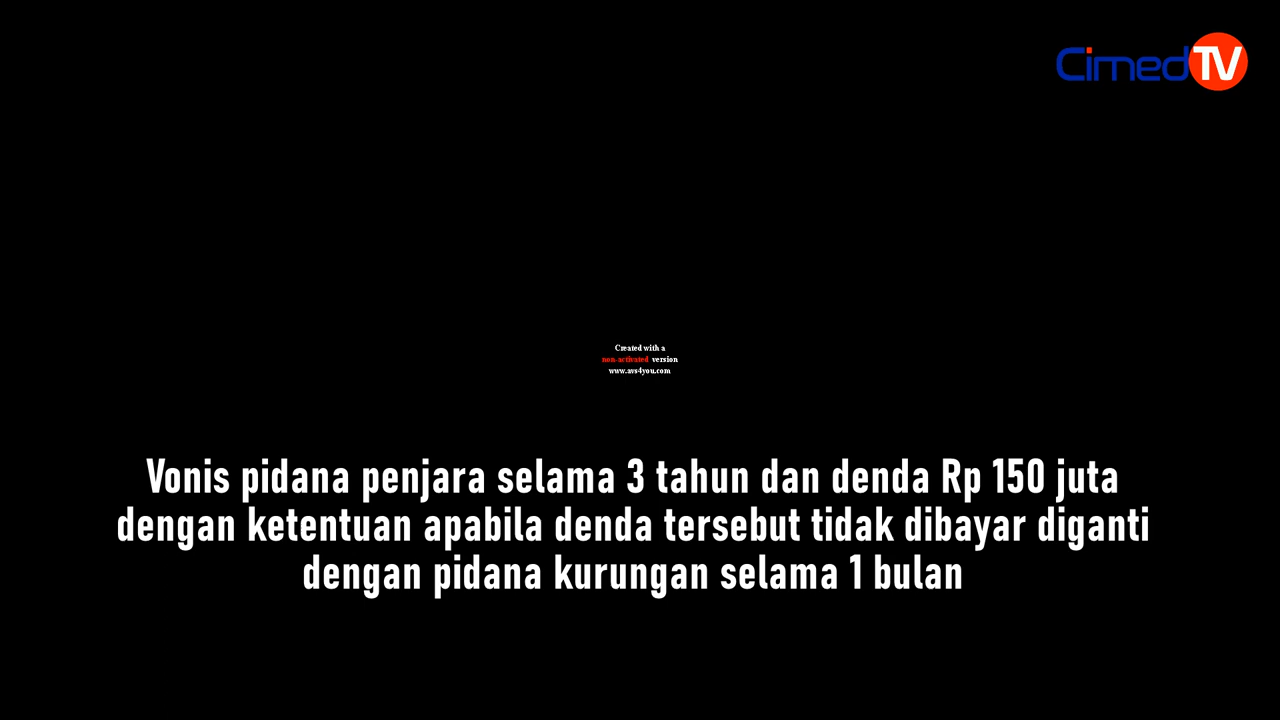 CimedTV
Created with a
non-activated version
www.avs4you.com
Vonis pidana penjara selama 3 tahun dan denda Rp 150 juta
dengan ketentuan apabila denda tersebut tidak dibayar diganti
dengan pidana kurungan selama 1 bulan